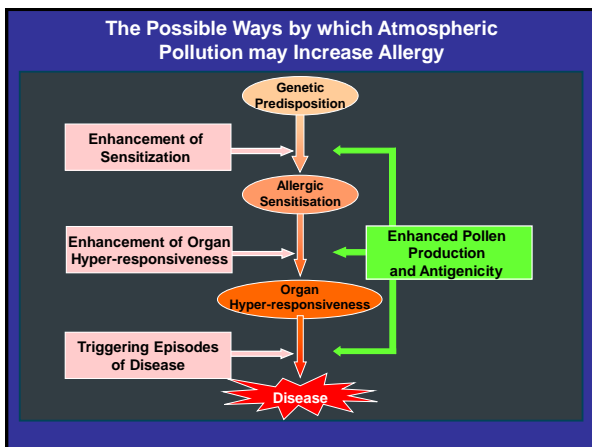 The Possible Ways by which Atmospheric
Pollution may Increase Allergy
Genetic
Predisposition
Enhancement of
Sensitization
Allergic
Sensitisation
Enhancement of Organ
Hyper-responsiveness
Enhanced Pollen
Production
and Antigenicity
Organ
Hyper-responsiveness
Triggering Episodes
of Disease
Disease